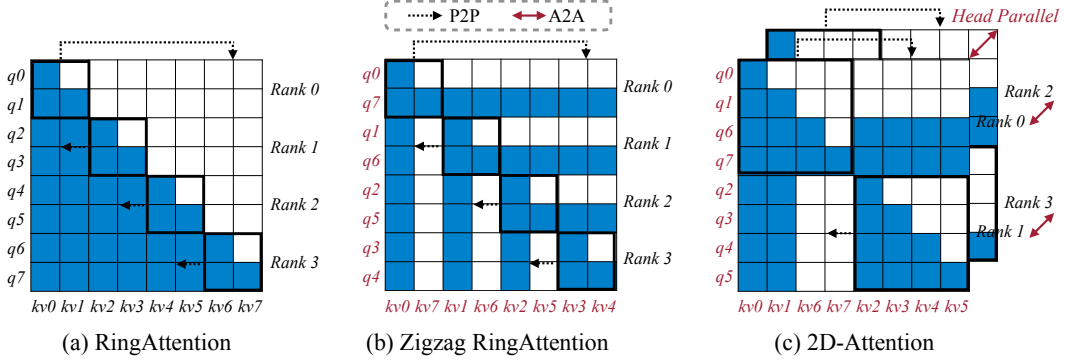 P2P A2A
Head Parallel
q0
q1
q2
q3
q4
q5
q6
q7
Rank 0
Rank 1
Rank 2
Rank 3
kv0 kv1 kv2 kv3 kv4 kv5 kv6 kv7
(a) RingAttention
q0
q7
q1
q6
q2
q5
q3
q4
Rank 0
Rank 1
Rank 2
Rank 3
kv0 kv7 kv1 kv6 kv2 kv5 kv3 kv4
(b) Zigzag RingAttention
q0
q1
q6
q7
q2
q3
q4
q5
Rank 2
Rank 0
Rank 3
Rank 1
kv0 kv1 kv6 kv7 kv2 kv3 kv4 kv5
(c) 2D-Attention